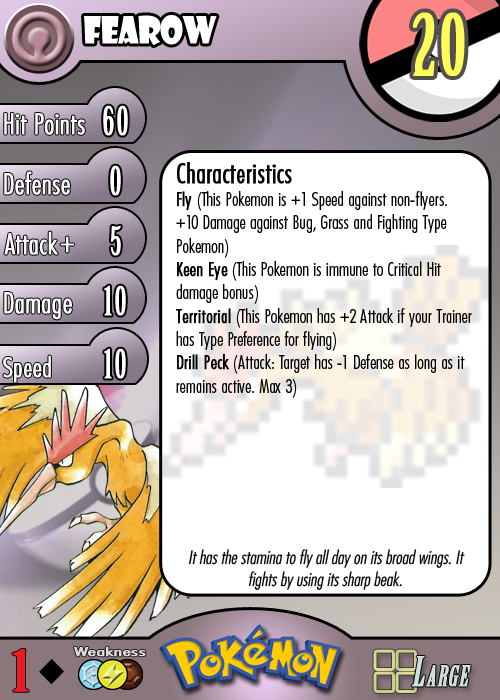 FEAROW
20
Hit Points 60
Defense 0
Attack+ 5
Damage 10
Speed 10
Characteristics
Fly (This Pokemon is +1 Speed against non-flyers.
+10 Damage against Bug, Grass and Fighting Type
Pokemon)
Keen Eye (This Pokemon is immune to Critical Hit
damage bonus)
Territorial (This Pokemon has +2 Attack if your Trainer
has Type Preference for flying)
Drill Peck (Attack: Target has -1 Defense as long as it
remains active. Max 3)
It has the stamina to fly all day on its broad wings. It
fights by using its sharp beak.
1
Weakness
POKéMON
LARGE